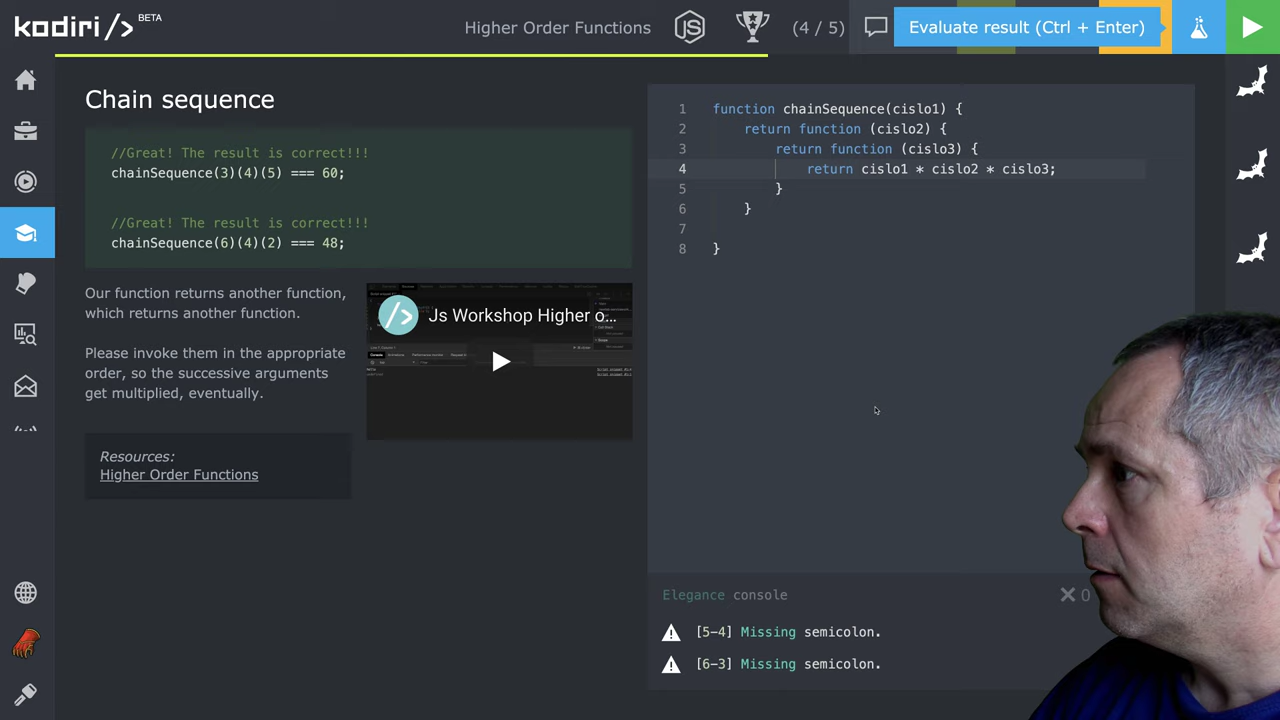 kodiri/> BETA
Higher Order Functions
JS
(4 / 5)
Evaluate result (Ctrl + Enter)
Chain sequence
//Great! The result is correct!!!
chainSequence(3)(4)(5) === 60;
//Great! The result is correct!!!
chainSequence(6)(4)(2) === 48;
Our function returns another function,
which returns another function.
Please invoke them in the appropriate
order, so the successive arguments
get multiplied, eventually.
Js Workshop Higher o...
Resources:
Higher Order Functions
1 function chainSequence(cislo1) {
2 return function (cislo2) {
3 return function (cislo3) {
4 return cislo1 * cislo2 * cislo3;
5 }
6 }
7
8 }
Elegance console
0
[5-4] Missing semicolon.
[6-3] Missing semicolon.